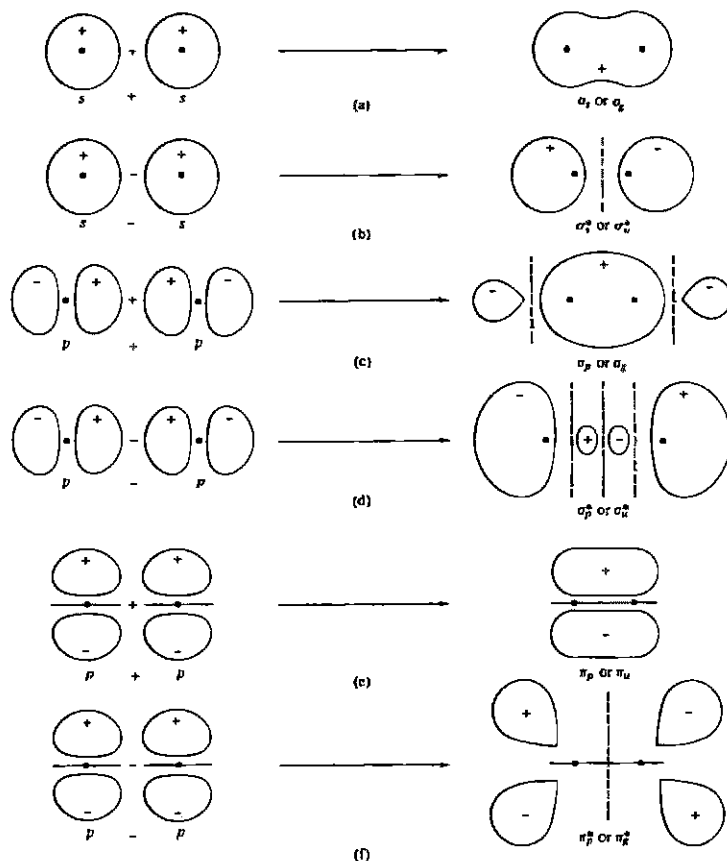 + + +
s + s
(a)
+
σs or σg
+ - +
s - s
(b)
+ -
σs* or σu*
- + + + -
p + p
(c)
- + -
σp or σg
- + - + -
p - p
(d)
- + - +
σp* or σu*
+ + +
- -
p + p
(e)
+
-
πp or πu
+ - +
- -
p - p
(f)
+ -
- +
πp* or πg*